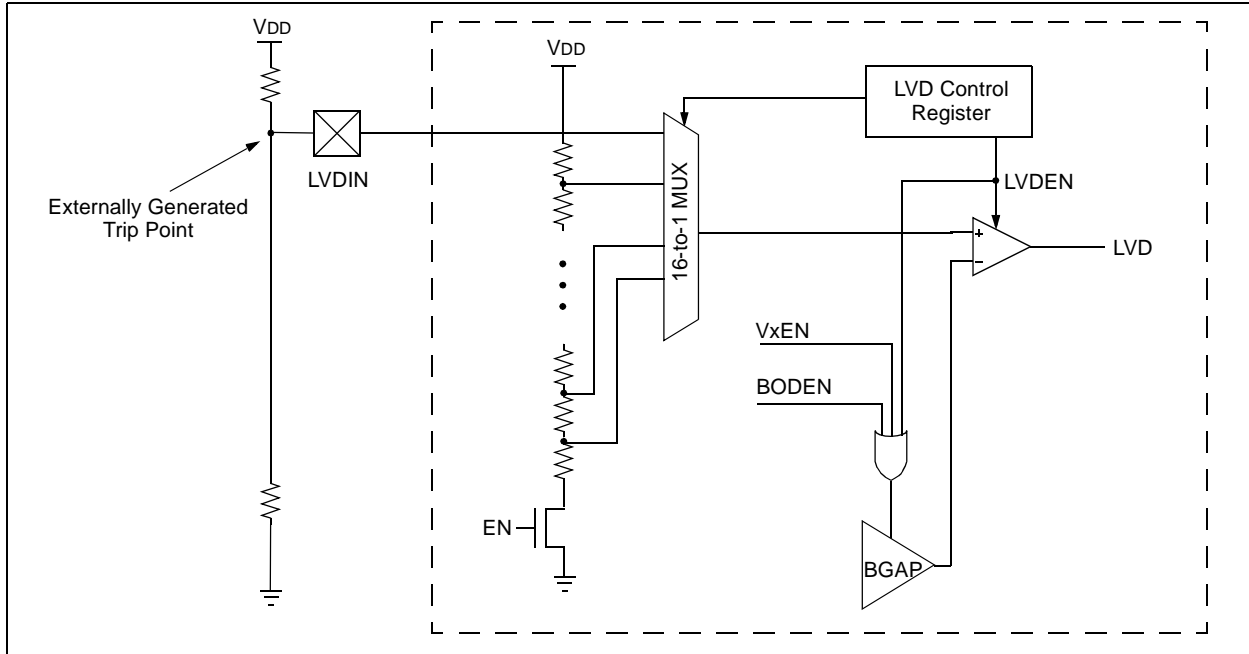 VDD
VDD
LVD Control
Register
LVDIN
Externally Generated
Trip Point
16-to-1 MUX
LVDEN
+
−
LVD
VxEN
BODEN
EN
BGAP